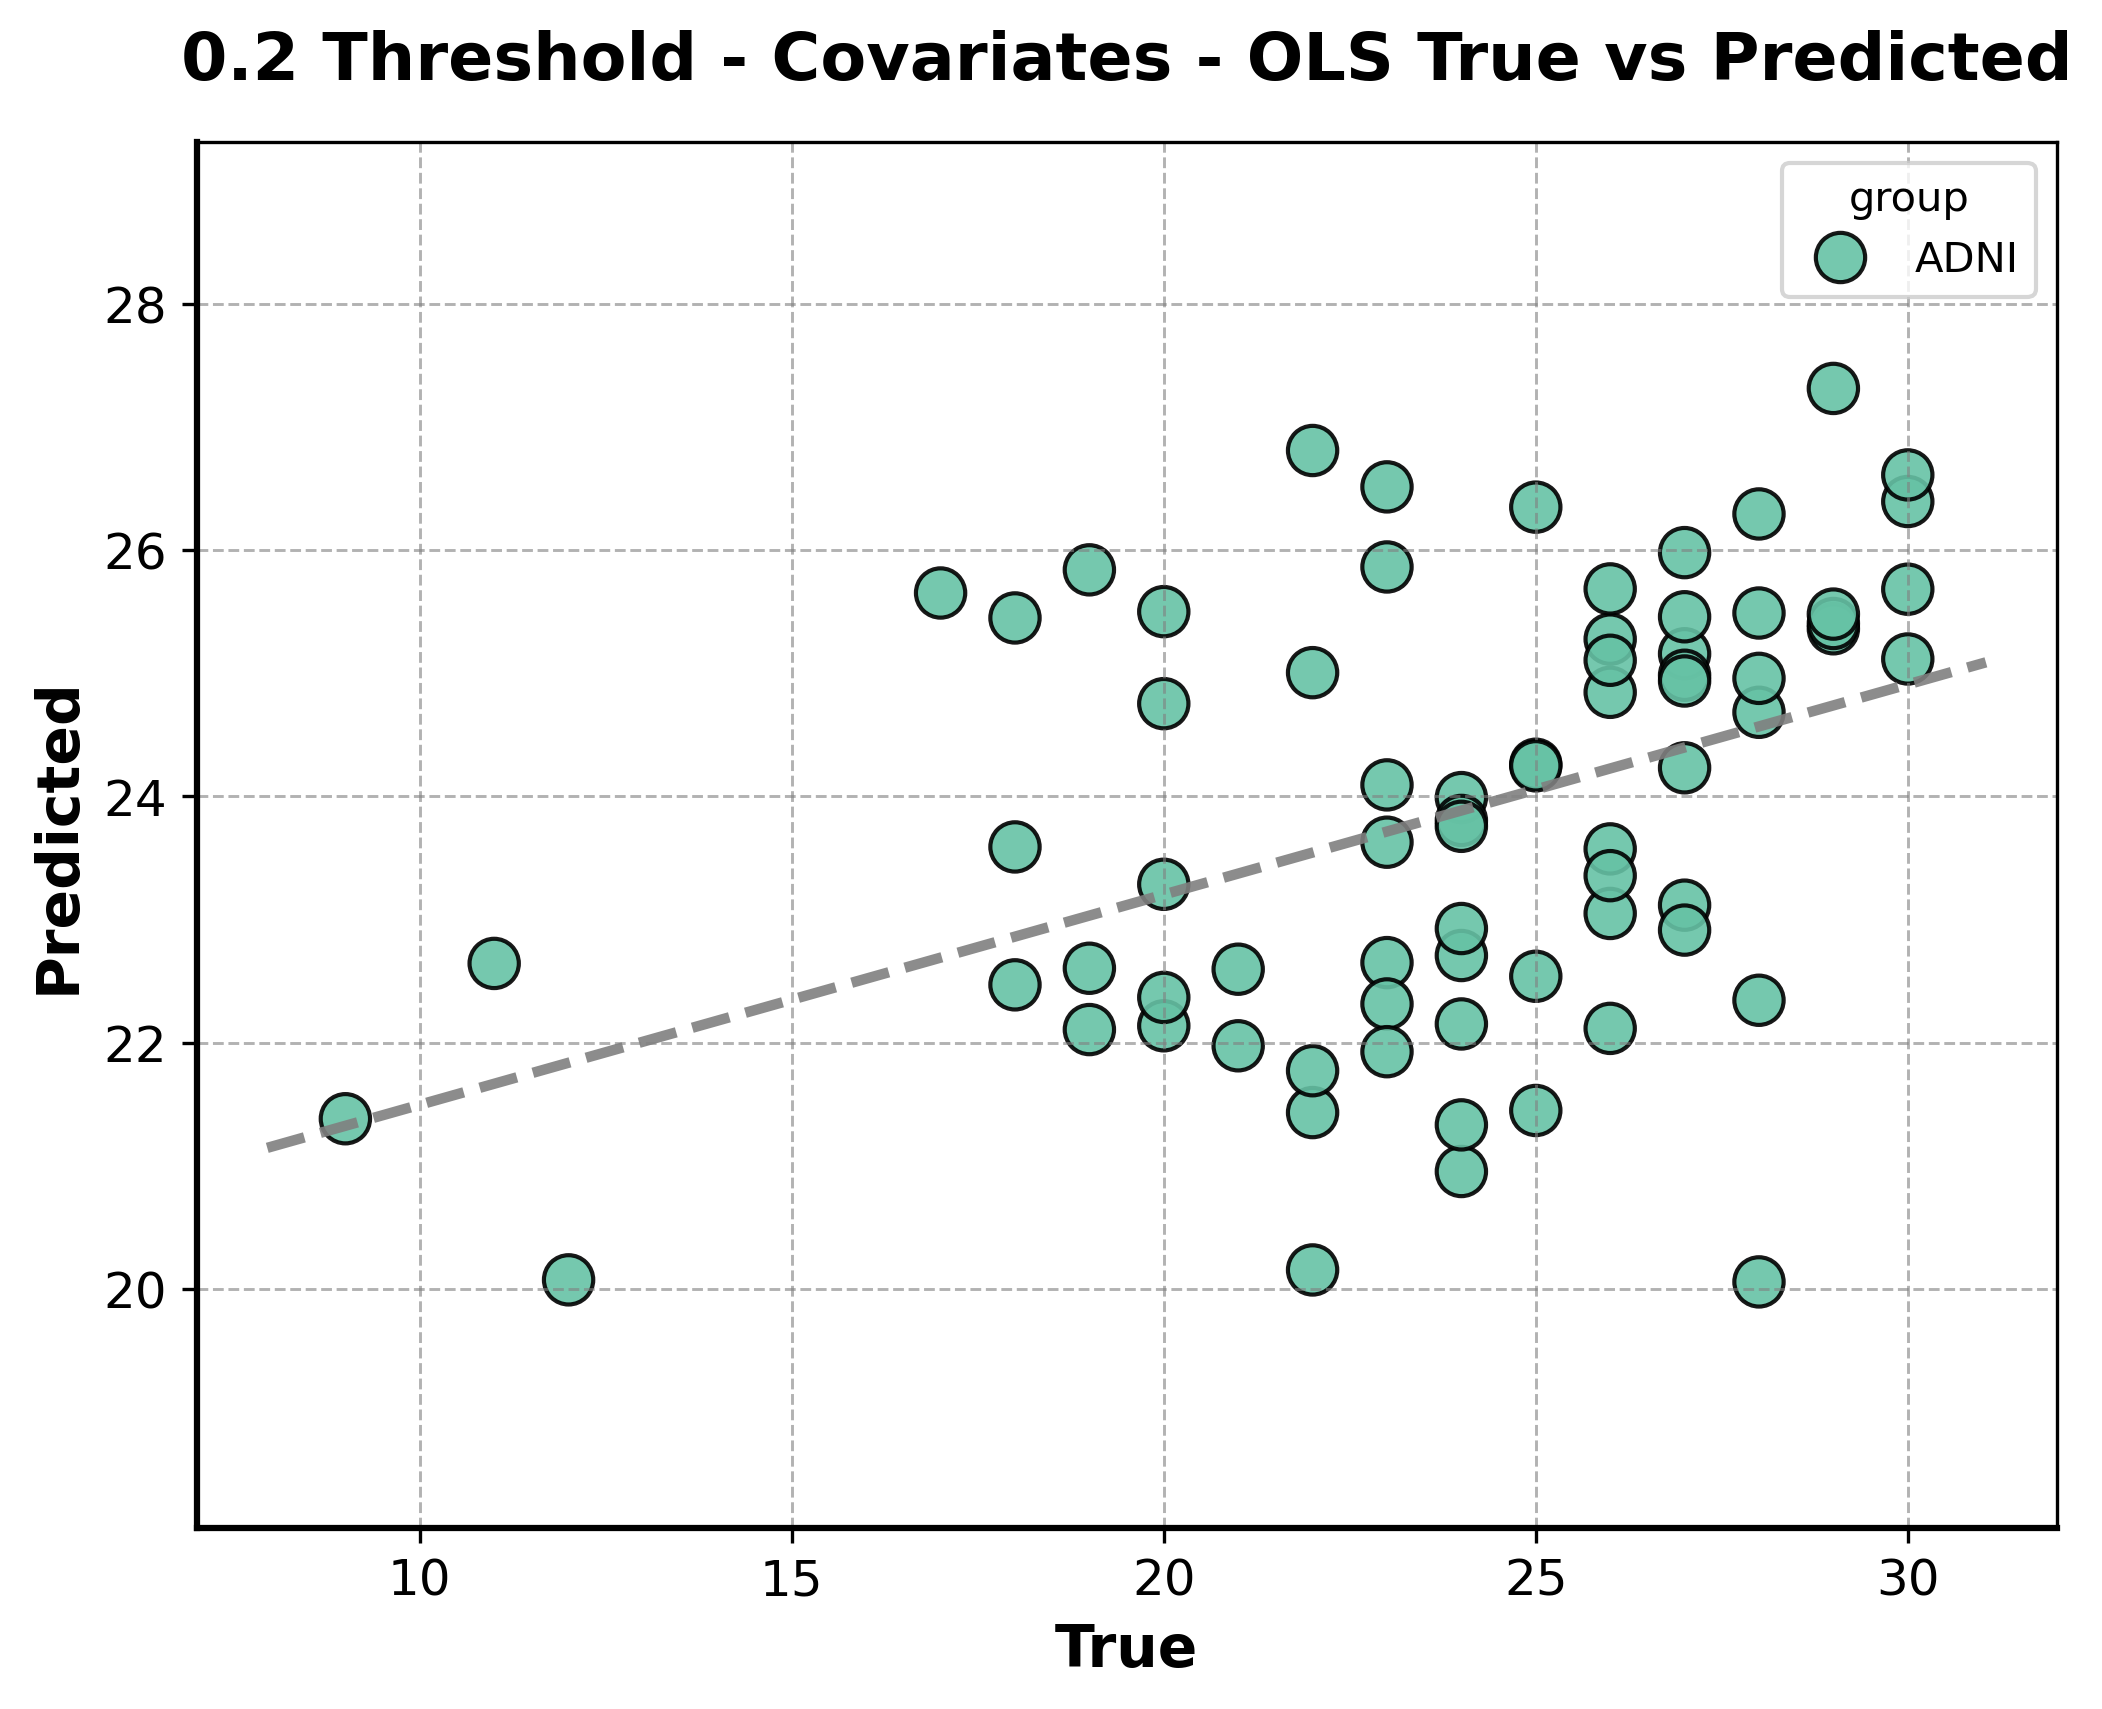 0.2 Threshold - Covariates - OLS True vs Predicted
group
ADNI
28
26
24
22
20
Predicted
10 15 20 25 30
True